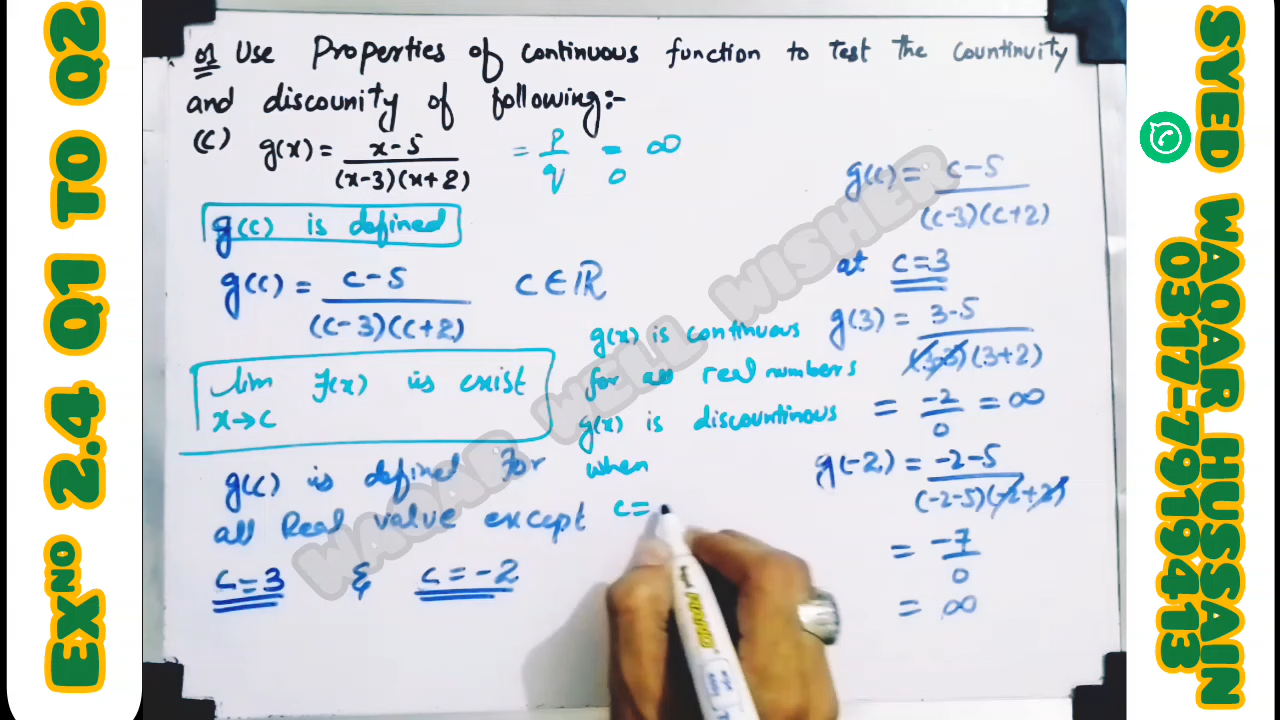 EXNO 2.4 Q1 TO Q2
Q1 Use Properties of continuous function to test the Countinuity
and discounity of following:-
(C) g(x) = x-5 / (x-3)(x+2) = P/q = ∞/0
g(c) is defined
g(c) = c-5 / (c-3)(c+2) C ∈ IR
lim f(x) is exist
x→c
g(c) is defined for
all Real value except
c=3 & c=-2
g(x) is continuous
for all real numbers
g(x) is discountinous
when
c=
g(c) = c-5 / (c-3)(c+2)
at c=3
g(3) = 3-5 / (3-3)(3+2)
= -2/0 = ∞
g(-2) = -2-5 / (-2-5)(-2+2)
= -7/0
= ∞
WAQAR WELL WISHER
SYED WAQAR HUSSAIN
0317-7919413